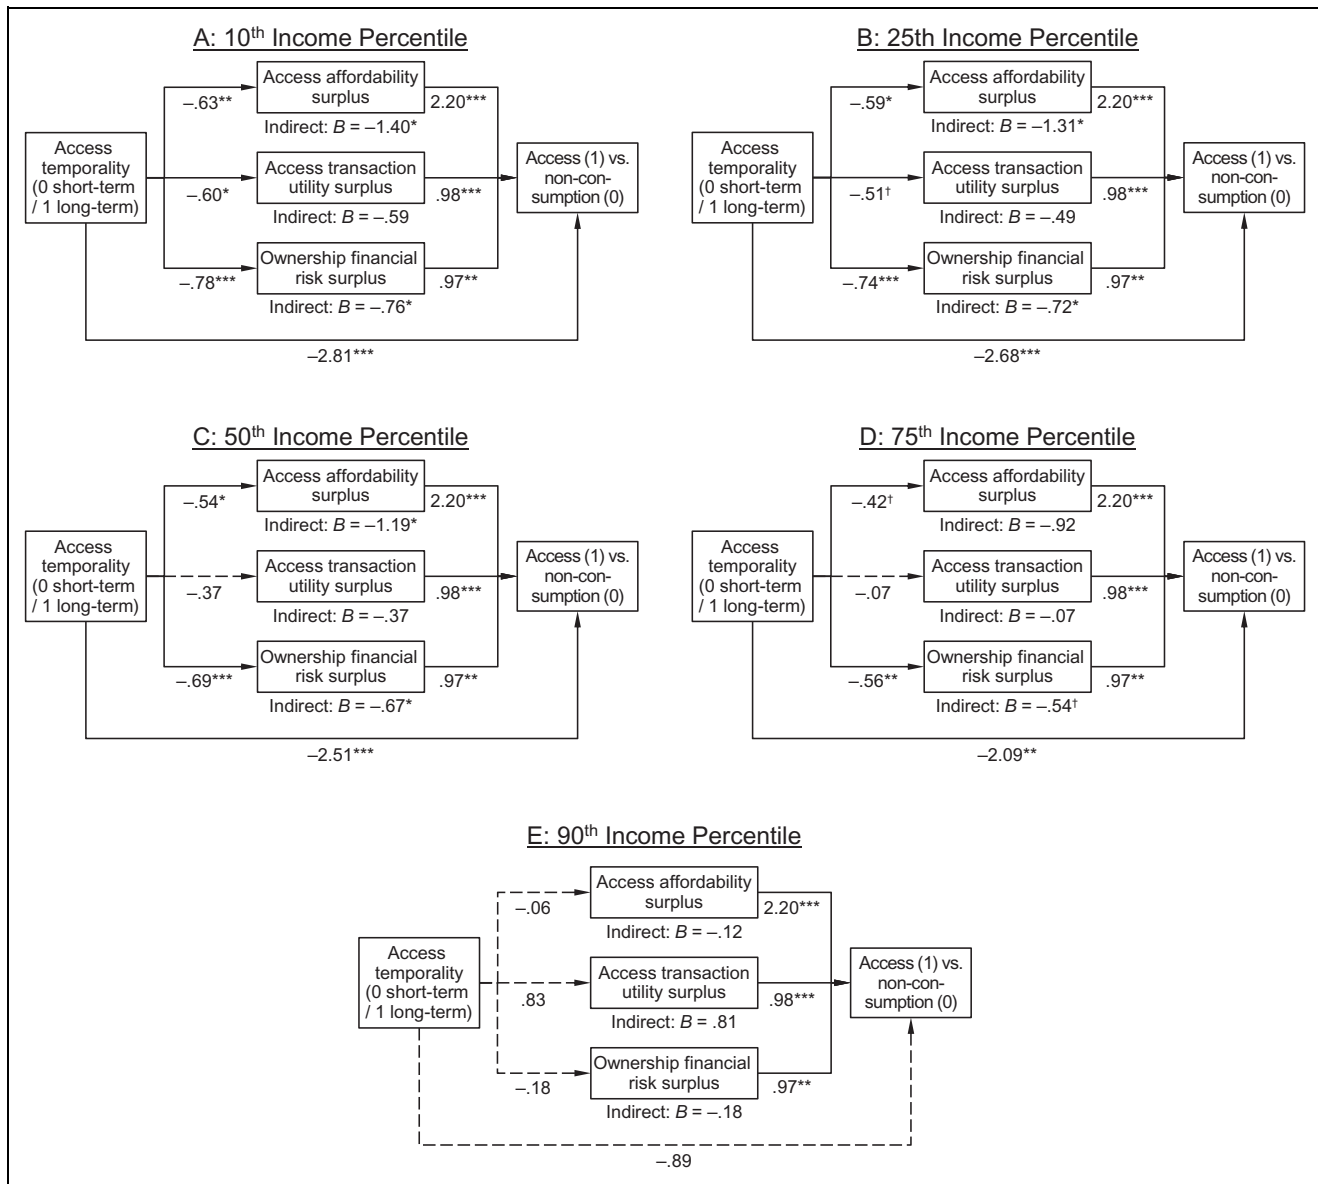 A: 10th Income Percentile
Access affordability
surplus
–.63**
2.20***
Indirect: B = –1.40*
Access
temporality
(0 short-term
/ 1 long-term)
Access transaction
utility surplus
–.60*
.98***
Indirect: B = –.59
Access (1) vs.
non-con-
sumption (0)
Ownership financial
risk surplus
–.78***
.97**
Indirect: B = –.76*
–2.81***
B: 25th Income Percentile
Access affordability
surplus
–.59*
2.20***
Indirect: B = –1.31*
Access
temporality
(0 short-term
/ 1 long-term)
Access transaction
utility surplus
–.51†
.98***
Indirect: B = –.49
Access (1) vs.
non-con-
sumption (0)
Ownership financial
risk surplus
–.74***
.97**
Indirect: B = –.72*
–2.68***
C: 50th Income Percentile
Access affordability
surplus
–.54*
2.20***
Indirect: B = –1.19*
Access
temporality
(0 short-term
/ 1 long-term)
Access transaction
utility surplus
–.37
.98***
Indirect: B = –.37
Access (1) vs.
non-con-
sumption (0)
Ownership financial
risk surplus
–.69***
.97**
Indirect: B = –.67*
–2.51***
D: 75th Income Percentile
Access affordability
surplus
–.42†
2.20***
Indirect: B = –.92
Access
temporality
(0 short-term
/ 1 long-term)
Access transaction
utility surplus
–.07
.98***
Indirect: B = –.07
Access (1) vs.
non-con-
sumption (0)
Ownership financial
risk surplus
–.56**
.97**
Indirect: B = –.54†
–2.09**
E: 90th Income Percentile
Access affordability
surplus
–.06
2.20***
Indirect: B = –.12
Access
temporality
(0 short-term
/ 1 long-term)
Access transaction
utility surplus
.83
.98***
Indirect: B = .81
Access (1) vs.
non-con-
sumption (0)
Ownership financial
risk surplus
–.18
.97**
Indirect: B = –.18
–.89